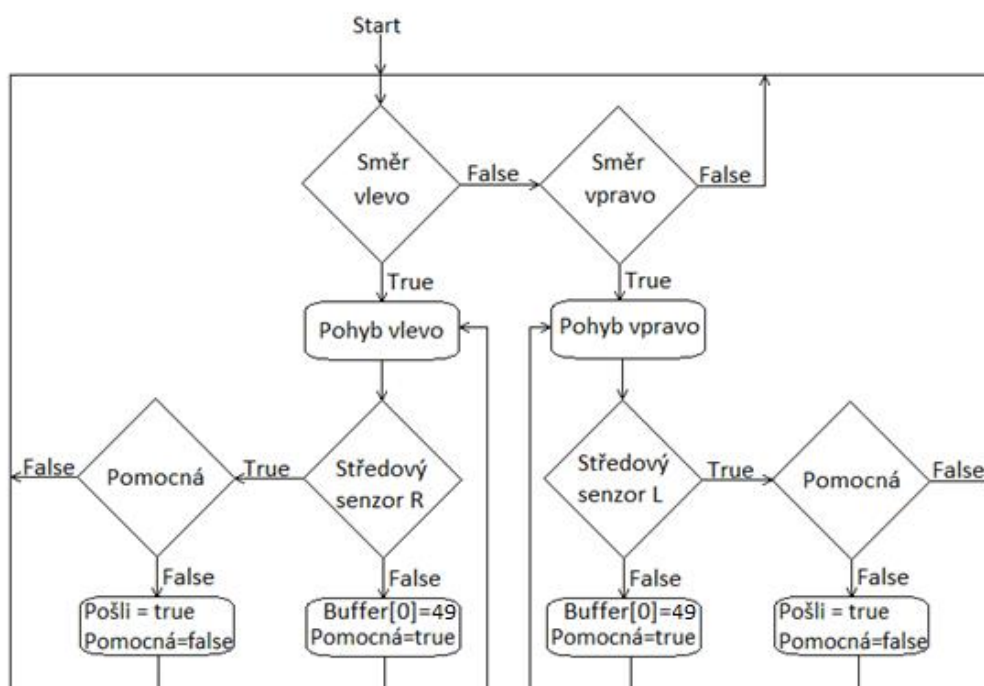 Start
Směr
vlevo
False
Směr
vpravo
False
True
True
Pohyb vlevo
Pohyb vpravo
False
Pomocná
True
Středový
senzor R
Středový
senzor L
True
Pomocná
False
False
False
False
False
Pošli = true
Pomocná=false
Buffer[0]=49
Pomocná=true
Buffer[0]=49
Pomocná=true
Pošli = true
Pomocná=false